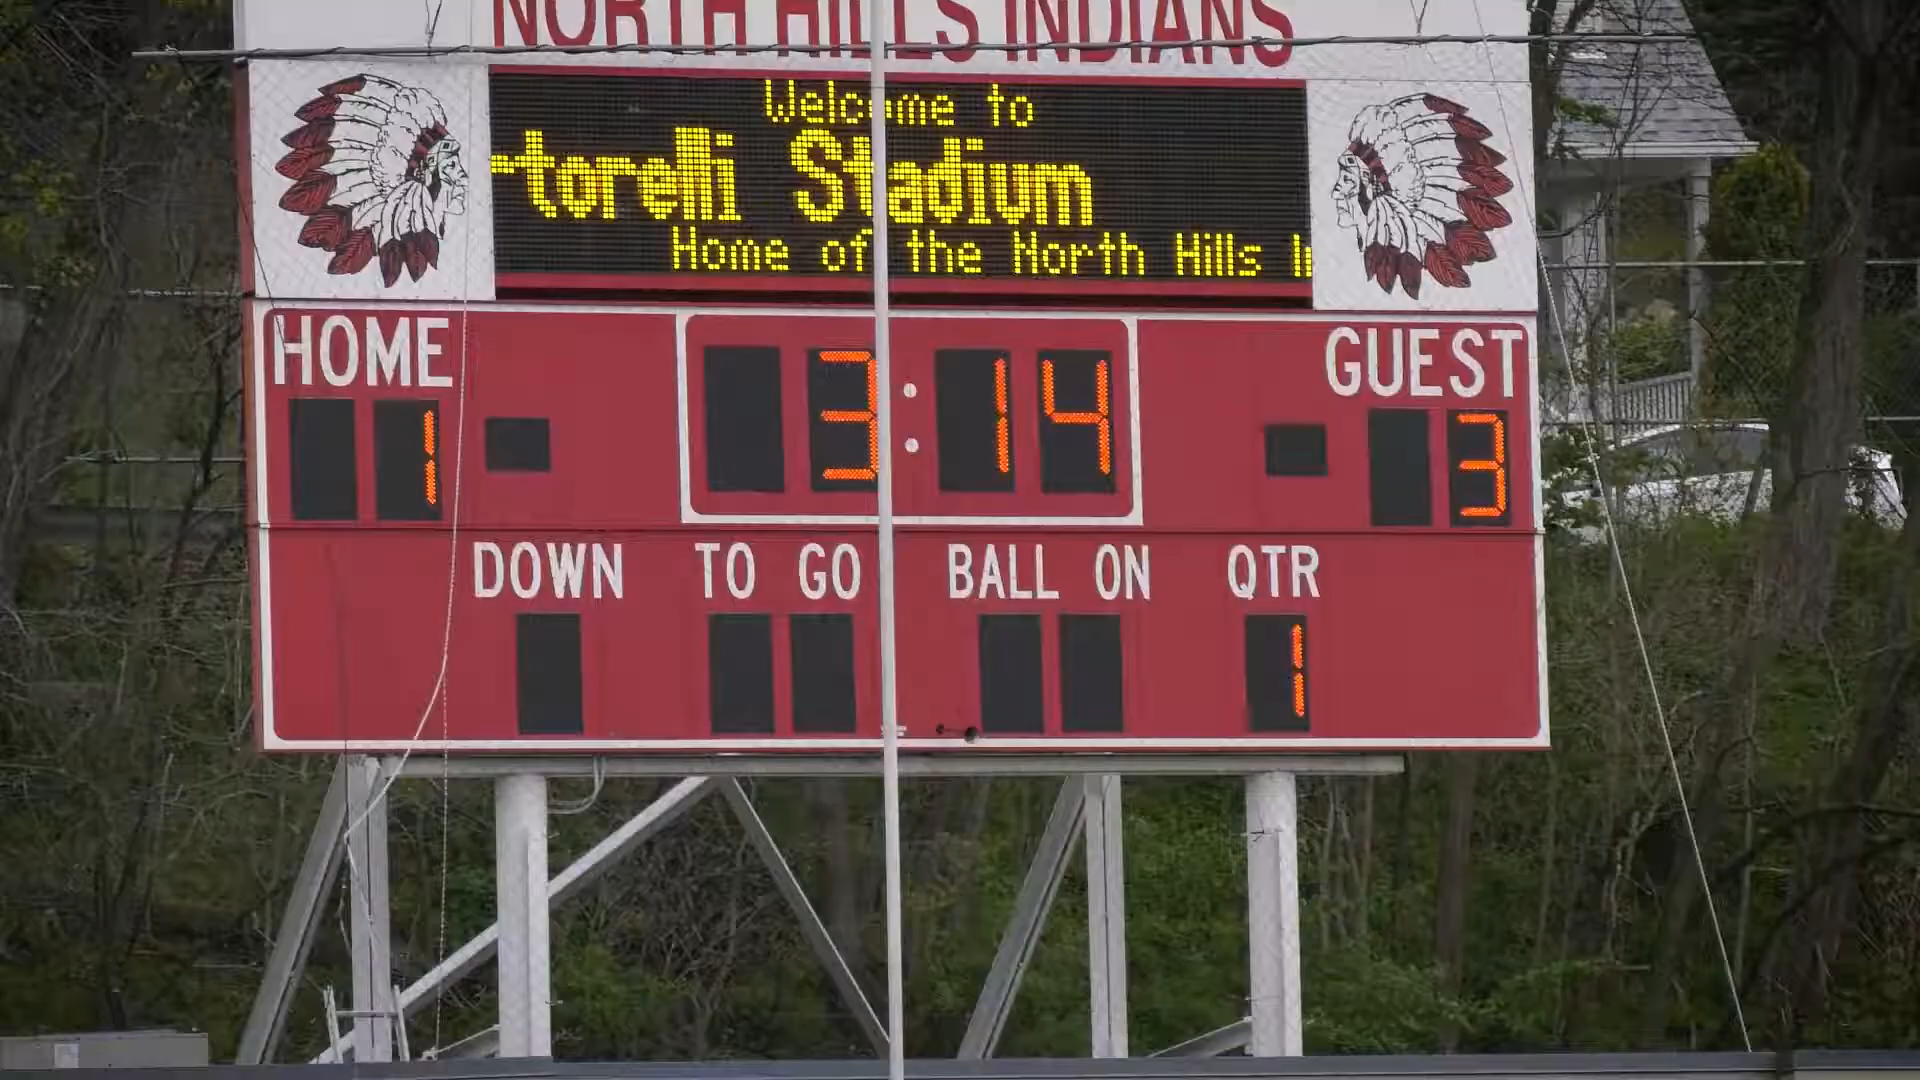 NORTH HILLS INDIANS
Welcome to
rtorelli Stadium
Home of the North Hills I
HOME
3:14
GUEST
1
3
DOWN TO GO BALL ON QTR
1